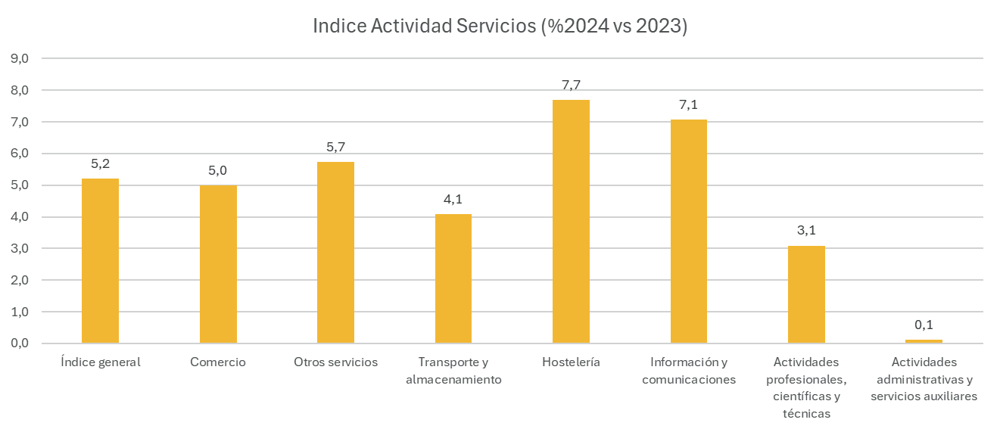 Indice Actividad Servicios (%2024 vs 2023)
9,0
8,0
7,0
6,0
5,0
4,0
3,0
2,0
1,0
0,0
5,2
5,0
5,7
4,1
7,7
7,1
3,1
0,1
Índice general
Comercio
Otros servicios
Transporte y
almacenamiento
Hostelería
Información y
comunicaciones
Actividades
profesionales,
científicas y
técnicas
Actividades
administrativas y
servicios auxiliares